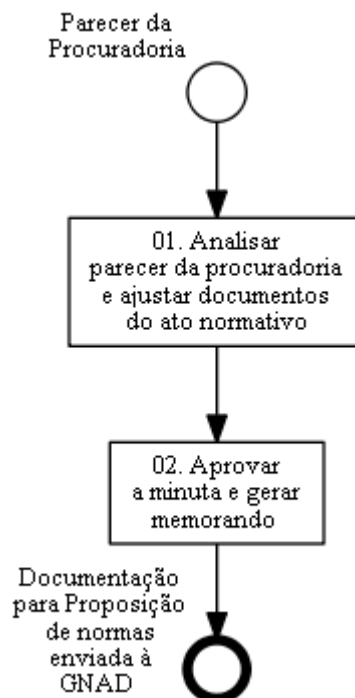 Parecer da
Procuradoria
01. Analisar
parecer da procuradoria
e ajustar documentos
do ato normativo
02. Aprovar
a minuta e gerar
memorando
Documentação
para Proposição
de normas
enviada à
GNAD